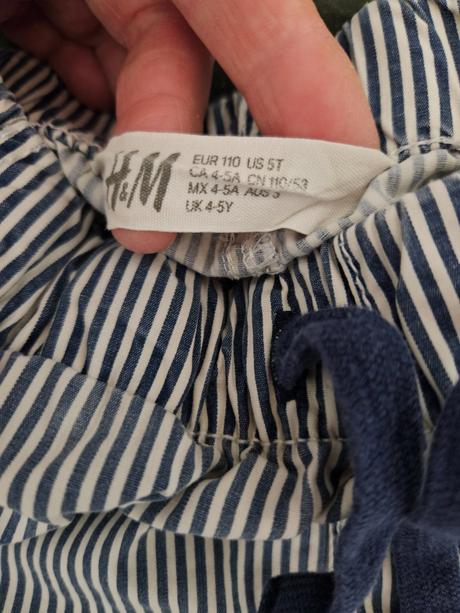 H&M
EUR 110 US 5T
CA 4-5A CN 110/53
MX 4-5A AUS 5
UK 4-5Y